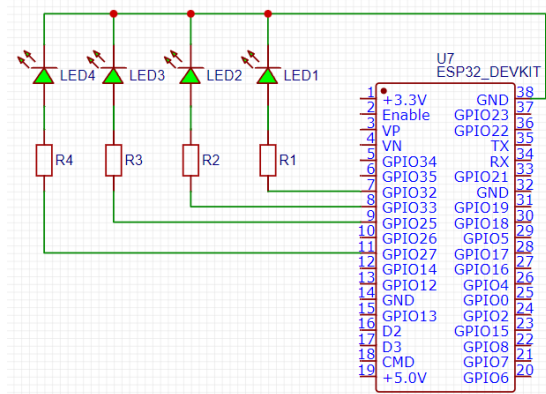 LED4 LED3 LED2 LED1
U7
ESP32_DEVKIT
R4 R3 R2 R1
1 +3.3V GND 38
2 Enable GPIO23 37
3 VP GPIO22 36
4 VN TX 35
5 GPIO34 RX 34
6 GPIO35 GPIO21 33
7 GPIO32 GND 32
8 GPIO33 GPIO19 31
9 GPIO25 GPIO18 30
10 GPIO26 GPIO5 29
11 GPIO27 GPIO17 28
12 GPIO14 GPIO16 27
13 GPIO12 GPIO4 26
14 GND GPIO0 25
15 GPIO13 GPIO2 24
16 D2 GPIO15 23
17 D3 GPIO8 22
18 CMD GPIO7 21
19 +5.0V GPIO6 20